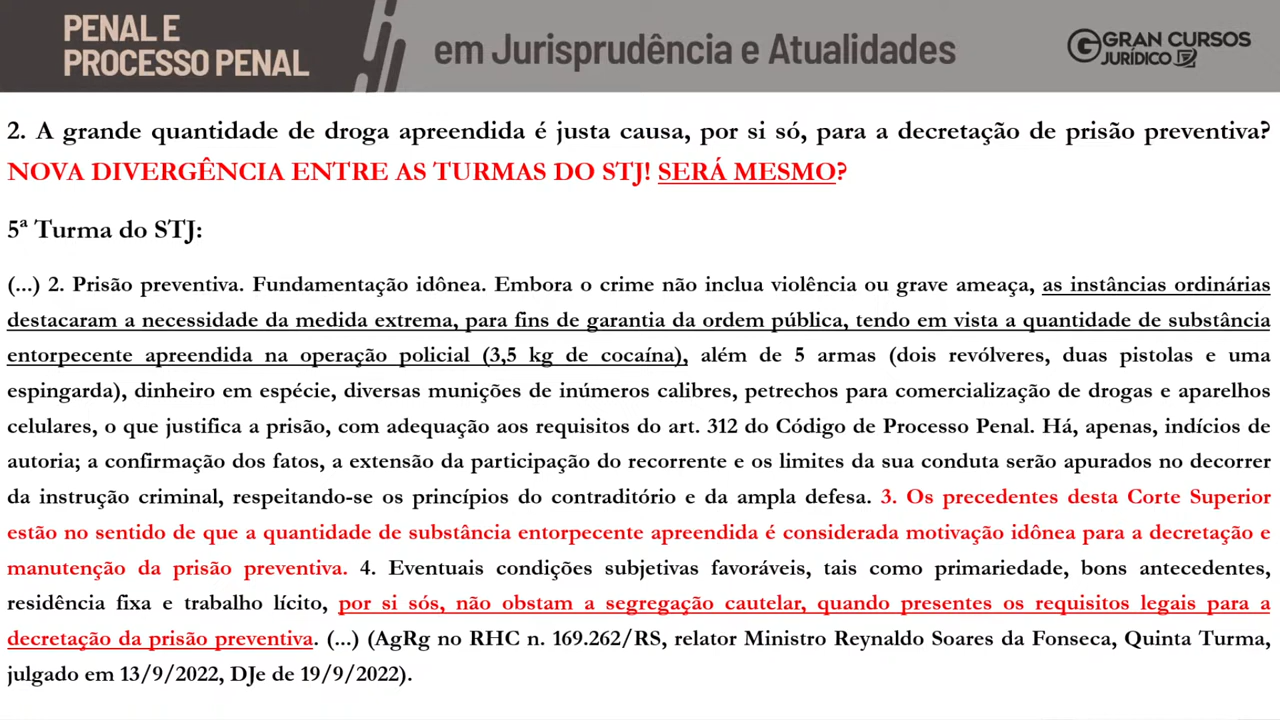 PENAL E
PROCESSO PENAL
em Jurisprudência e Atualidades
GRAN CURSOS
JURÍDICO
2. A grande quantidade de droga apreendida é justa causa, por si só, para a decretação de prisão preventiva?
NOVA DIVERGÊNCIA ENTRE AS TURMAS DO STJ! SERÁ MESMO?
5ª Turma do STJ:
(...) 2. Prisão preventiva. Fundamentação idônea. Embora o crime não inclua violência ou grave ameaça, as instâncias ordinárias
destacaram a necessidade da medida extrema, para fins de garantia da ordem pública, tendo em vista a quantidade de substância
entorpecente apreendida na operação policial (3,5 kg de cocaína), além de 5 armas (dois revólveres, duas pistolas e uma
espingarda), dinheiro em espécie, diversas munições de inúmeros calibres, petrechos para comercialização de drogas e aparelhos
celulares, o que justifica a prisão, com adequação aos requisitos do art. 312 do Código de Processo Penal. Há, apenas, indícios de
autoria; a confirmação dos fatos, a extensão da participação do recorrente e os limites da sua conduta serão apurados no decorrer
da instrução criminal, respeitando-se os princípios do contraditório e da ampla defesa. 3. Os precedentes desta Corte Superior
estão no sentido de que a quantidade de substância entorpecente apreendida é considerada motivação idônea para a decretação e
manutenção da prisão preventiva. 4. Eventuais condições subjetivas favoráveis, tais como primariedade, bons antecedentes,
residência fixa e trabalho lícito, por si sós, não obstam a segregação cautelar, quando presentes os requisitos legais para a
decretação da prisão preventiva. (...) (AgRg no RHC n. 169.262/RS, relator Ministro Reynaldo Soares da Fonseca, Quinta Turma,
julgado em 13/9/2022, DJe de 19/9/2022).